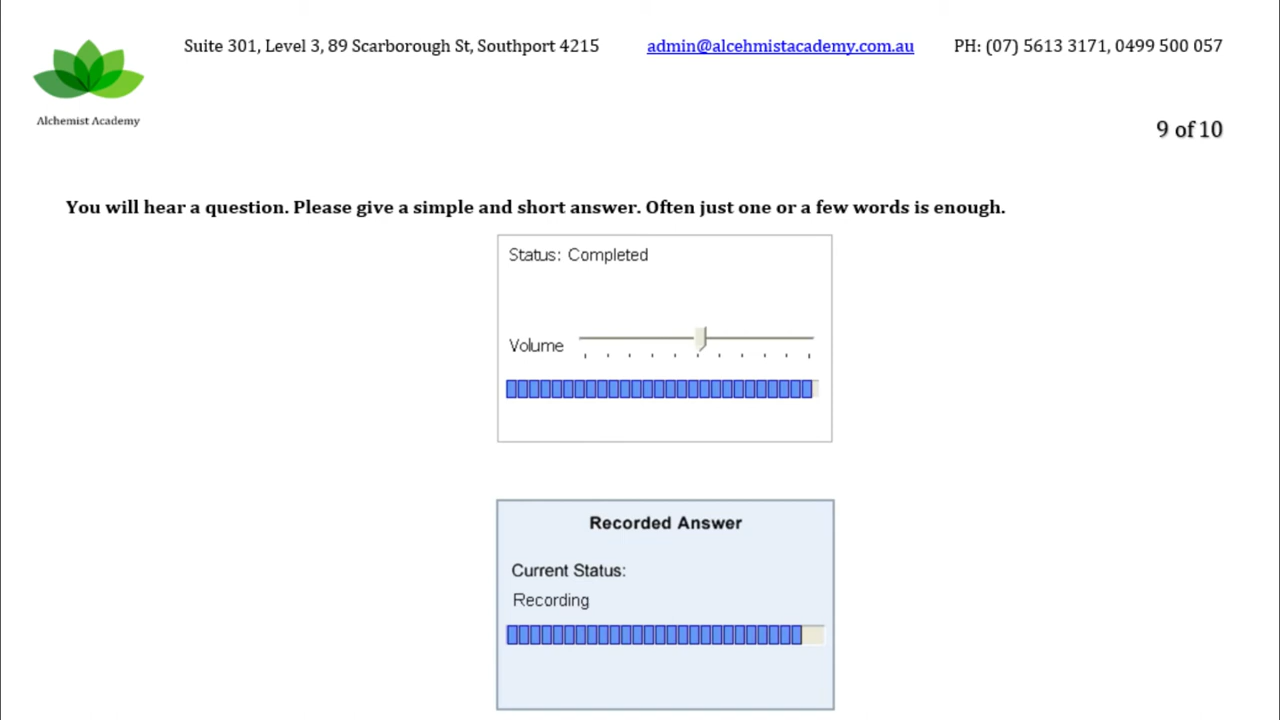 Suite 301, Level 3, 89 Scarborough St, Southport 4215 admin@alcehmistacademy.com.au PH: (07) 5613 3171, 0499 500 057
Alchemist Academy
9 of 10
You will hear a question. Please give a simple and short answer. Often just one or a few words is enough.
Status: Completed
Volume
Recorded Answer
Current Status:
Recording